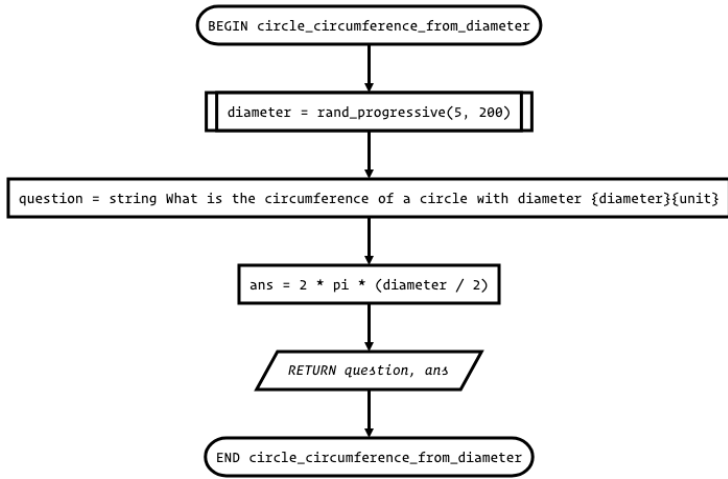 BEGIN circle_circumference_from_diameter
diameter = rand_progressive(5, 200)
question = string What is the circumference of a circle with diameter {diameter}{unit}
ans = 2 * pi * (diameter / 2)
RETURN question, ans
END circle_circumference_from_diameter